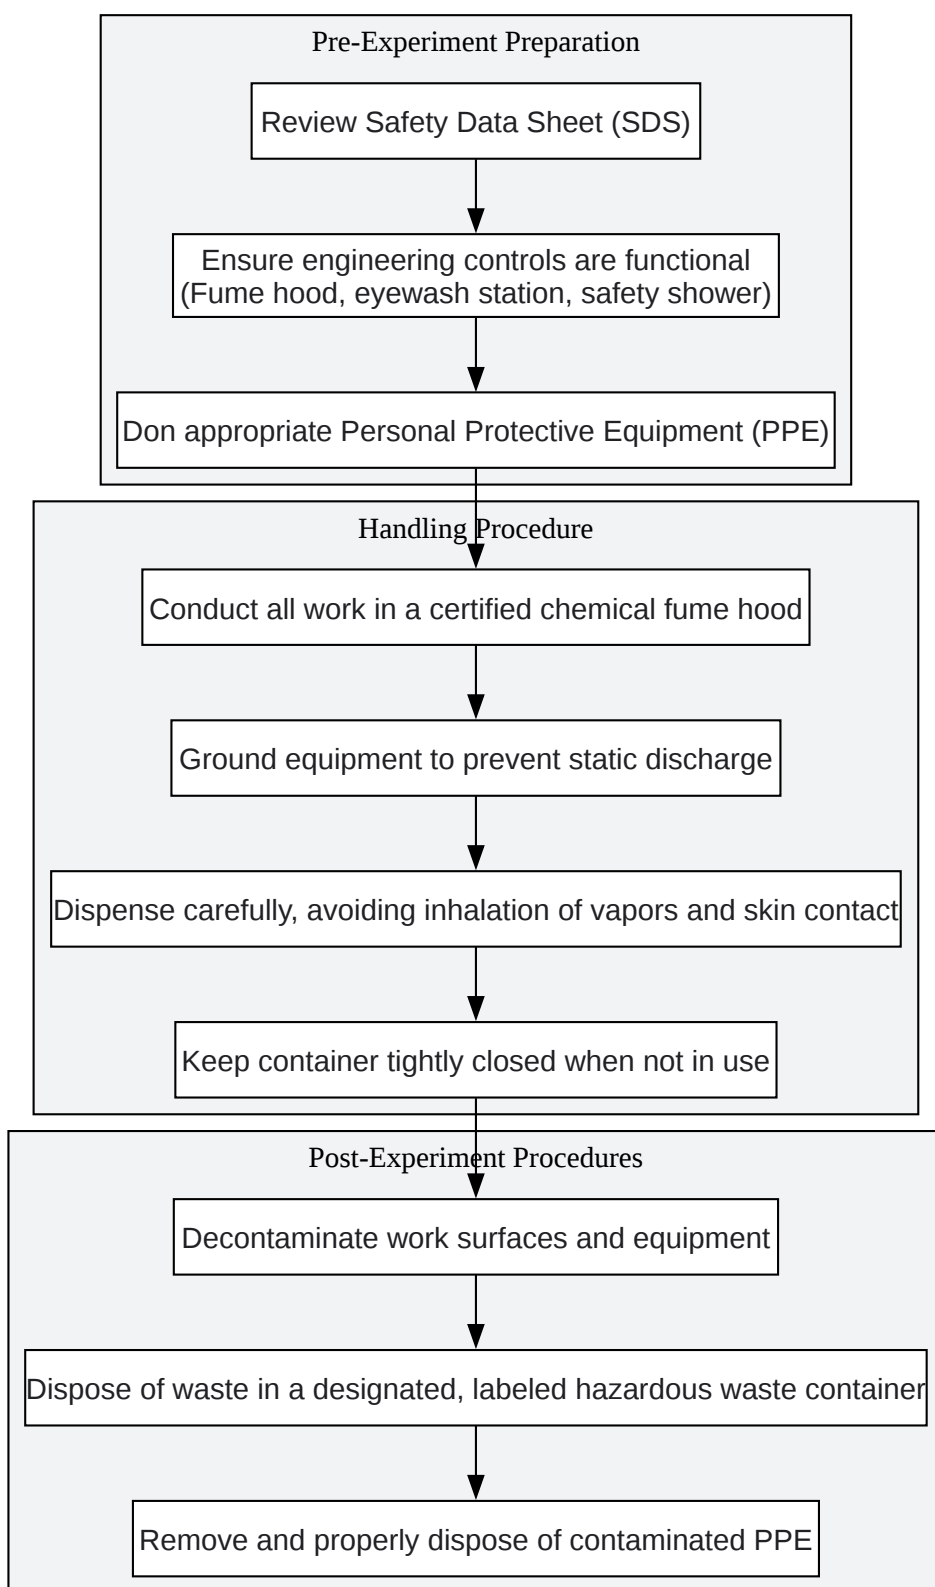 Pre-Experiment Preparation
Review Safety Data Sheet (SDS)
Ensure engineering controls are functional
(Fume hood, eyewash station, safety shower)
Don appropriate Personal Protective Equipment (PPE)
Handling Procedure
Conduct all work in a certified chemical fume hood
Ground equipment to prevent static discharge
Dispense carefully, avoiding inhalation of vapors and skin contact
Keep container tightly closed when not in use
Post-Experiment Procedures
Decontaminate work surfaces and equipment
Dispose of waste in a designated, labeled hazardous waste container
Remove and properly dispose of contaminated PPE